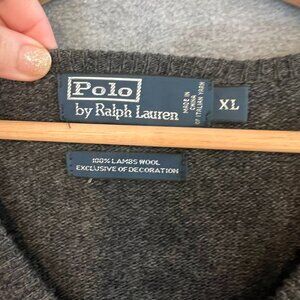 Polo
by Ralph Lauren
MADE IN
CHINA
OF ITALIAN YARN
XL
100% LAMBS WOOL
EXCLUSIVE OF DECORATION